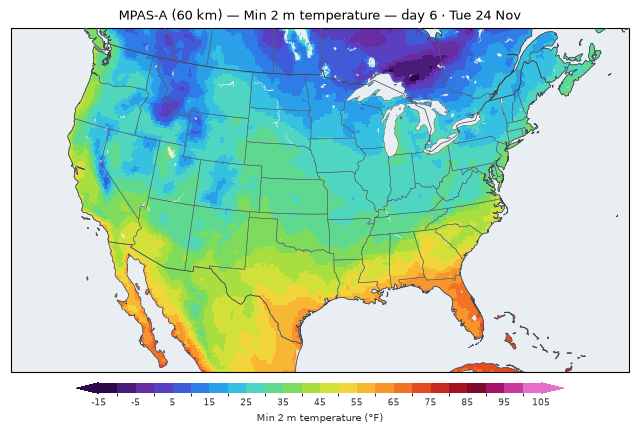 MPAS-A (60 km) — Min 2 m temperature — day 6 · Tue 24 Nov
-15 -5 5 15 25 35 45 55 65 75 85 95 105
Min 2 m temperature (°F)